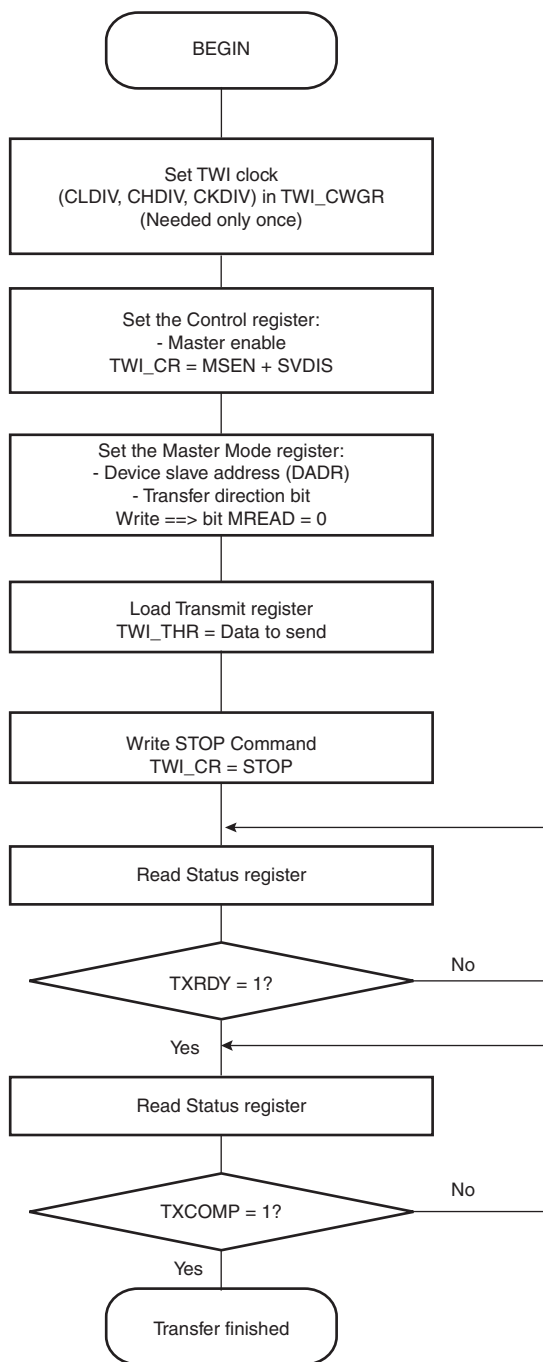 BEGIN
Set TWI clock
(CLDIV, CHDIV, CKDIV) in TWI_CWGR
(Needed only once)
Set the Control register:
- Master enable
TWI_CR = MSEN + SVDIS
Set the Master Mode register:
- Device slave address (DADR)
- Transfer direction bit
Write ==> bit MREAD = 0
Load Transmit register
TWI_THR = Data to send
Write STOP Command
TWI_CR = STOP
Read Status register
TXRDY = 1?
No
Yes
Read Status register
TXCOMP = 1?
No
Yes
Transfer finished